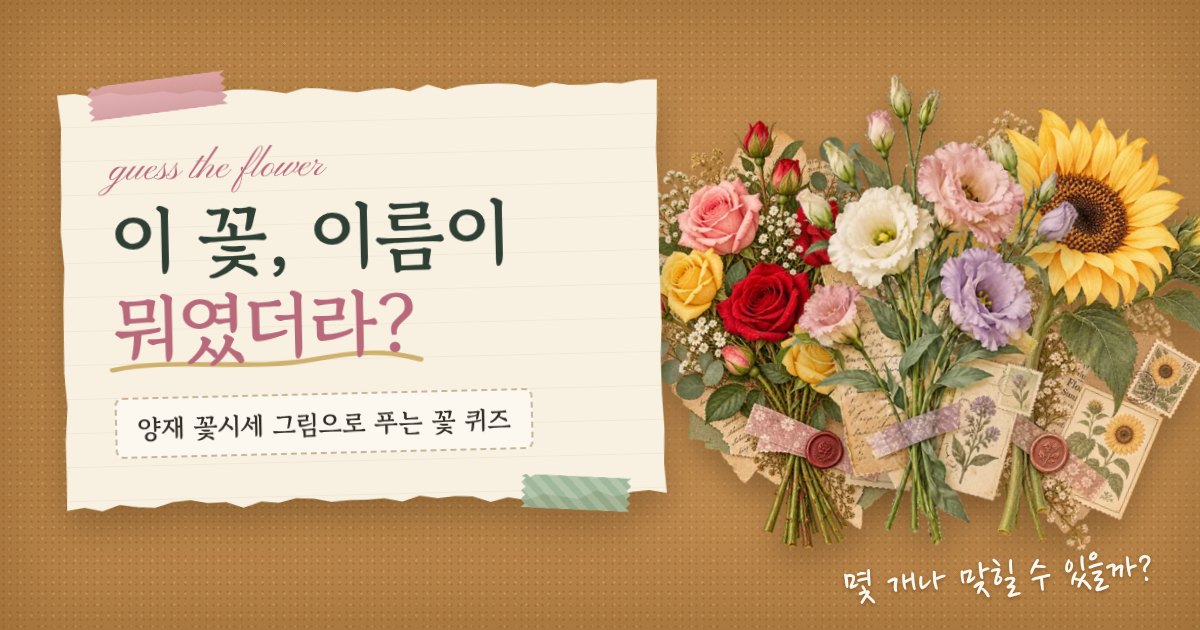 guess the flower
이 꽃, 이름이
뭐였더라?
양재 꽃시세 그림으로 푸는 꽃 퀴즈
몇 개나 맞힐 수 있을까?